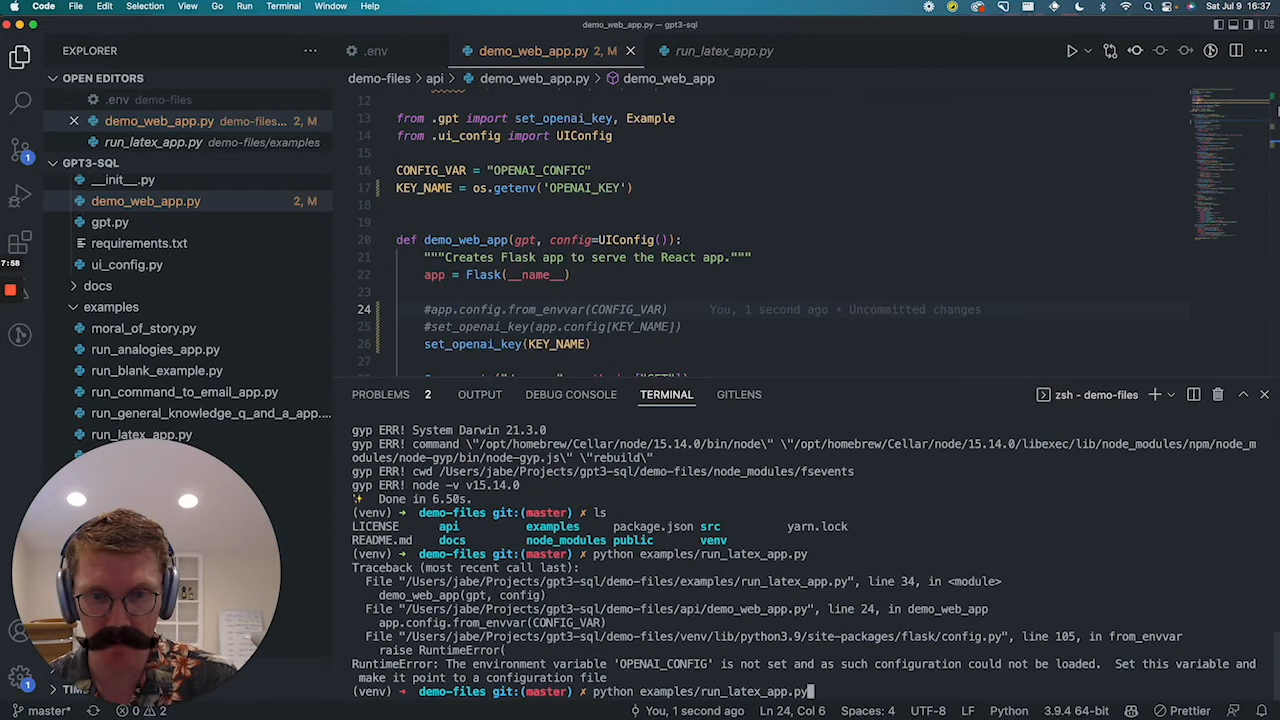 Code File Edit Selection View Go Run Terminal Window Help
Sat Jul 9 16:37
demo_web_app.py — gpt3-sql
EXPLORER
.env
demo_web_app.py 2, M
run_latex_app.py
OPEN EDITORS
demo-files > api > demo_web_app.py > demo_web_app
.env demo-files
demo_web_app.py demo-files... 2, M
run_latex_app.py demo-files/examples
GPT3-SQL
__init__.py
demo_web_app.py 2, M
gpt.py
requirements.txt
ui_config.py
docs
examples
moral_of_story.py
run_analogies_app.py
run_blank_example.py
run_command_to_email_app.py
run_general_knowledge_q_and_a_app....
run_latex_app.py
1
7:58
1
12
13 from .gpt import set_openai_key, Example
14 from .ui_config import UIConfig
15
16 CONFIG_VAR = "OPENAI_CONFIG"
17 KEY_NAME = os.getenv('OPENAI_KEY')
18
19
20 def demo_web_app(gpt, config=UIConfig()):
21 """Creates Flask app to serve the React app."""
22 app = Flask(__name__)
23
24 #app.config.from_envvar(CONFIG_VAR) You, 1 second ago • Uncommitted changes
25 #set_openai_key(app.config[KEY_NAME])
26 set_openai_key(KEY_NAME)
27
PROBLEMS 2 OUTPUT DEBUG CONSOLE TERMINAL GITLENS
zsh - demo-files
gyp ERR! System Darwin 21.3.0
gyp ERR! command \"/opt/homebrew/Cellar/node/15.14.0/bin/node\" \"/opt/homebrew/Cellar/node/15.14.0/libexec/lib/node_modules/npm/node_m
odules/node-gyp/bin/node-gyp.js\" \"rebuild\"
gyp ERR! cwd /Users/jabe/Projects/gpt3-sql/demo-files/node_modules/fsevents
gyp ERR! node -v v15.14.0
✨ Done in 6.50s.
(venv) → demo-files git:(master) ✗ ls
LICENSE api examples package.json src yarn.lock
README.md docs node_modules public venv
(venv) → demo-files git:(master) ✗ python examples/run_latex_app.py
Traceback (most recent call last):
File "/Users/jabe/Projects/gpt3-sql/demo-files/examples/run_latex_app.py", line 34, in <module>
demo_web_app(gpt, config)
File "/Users/jabe/Projects/gpt3-sql/demo-files/api/demo_web_app.py", line 24, in demo_web_app
app.config.from_envvar(CONFIG_VAR)
File "/Users/jabe/Projects/gpt3-sql/demo-files/venv/lib/python3.9/site-packages/flask/config.py", line 105, in from_envvar
raise RuntimeError(
RuntimeError: The environment variable 'OPENAI_CONFIG' is not set and as such configuration could not be loaded. Set this variable and
make it point to a configuration file
(venv) → demo-files git:(master) ✗ python examples/run_latex_app.py
1
master* 0 2
You, 1 second ago Ln 24, Col 6 Spaces: 4 UTF-8 LF Python 3.9.4 64-bit Prettier